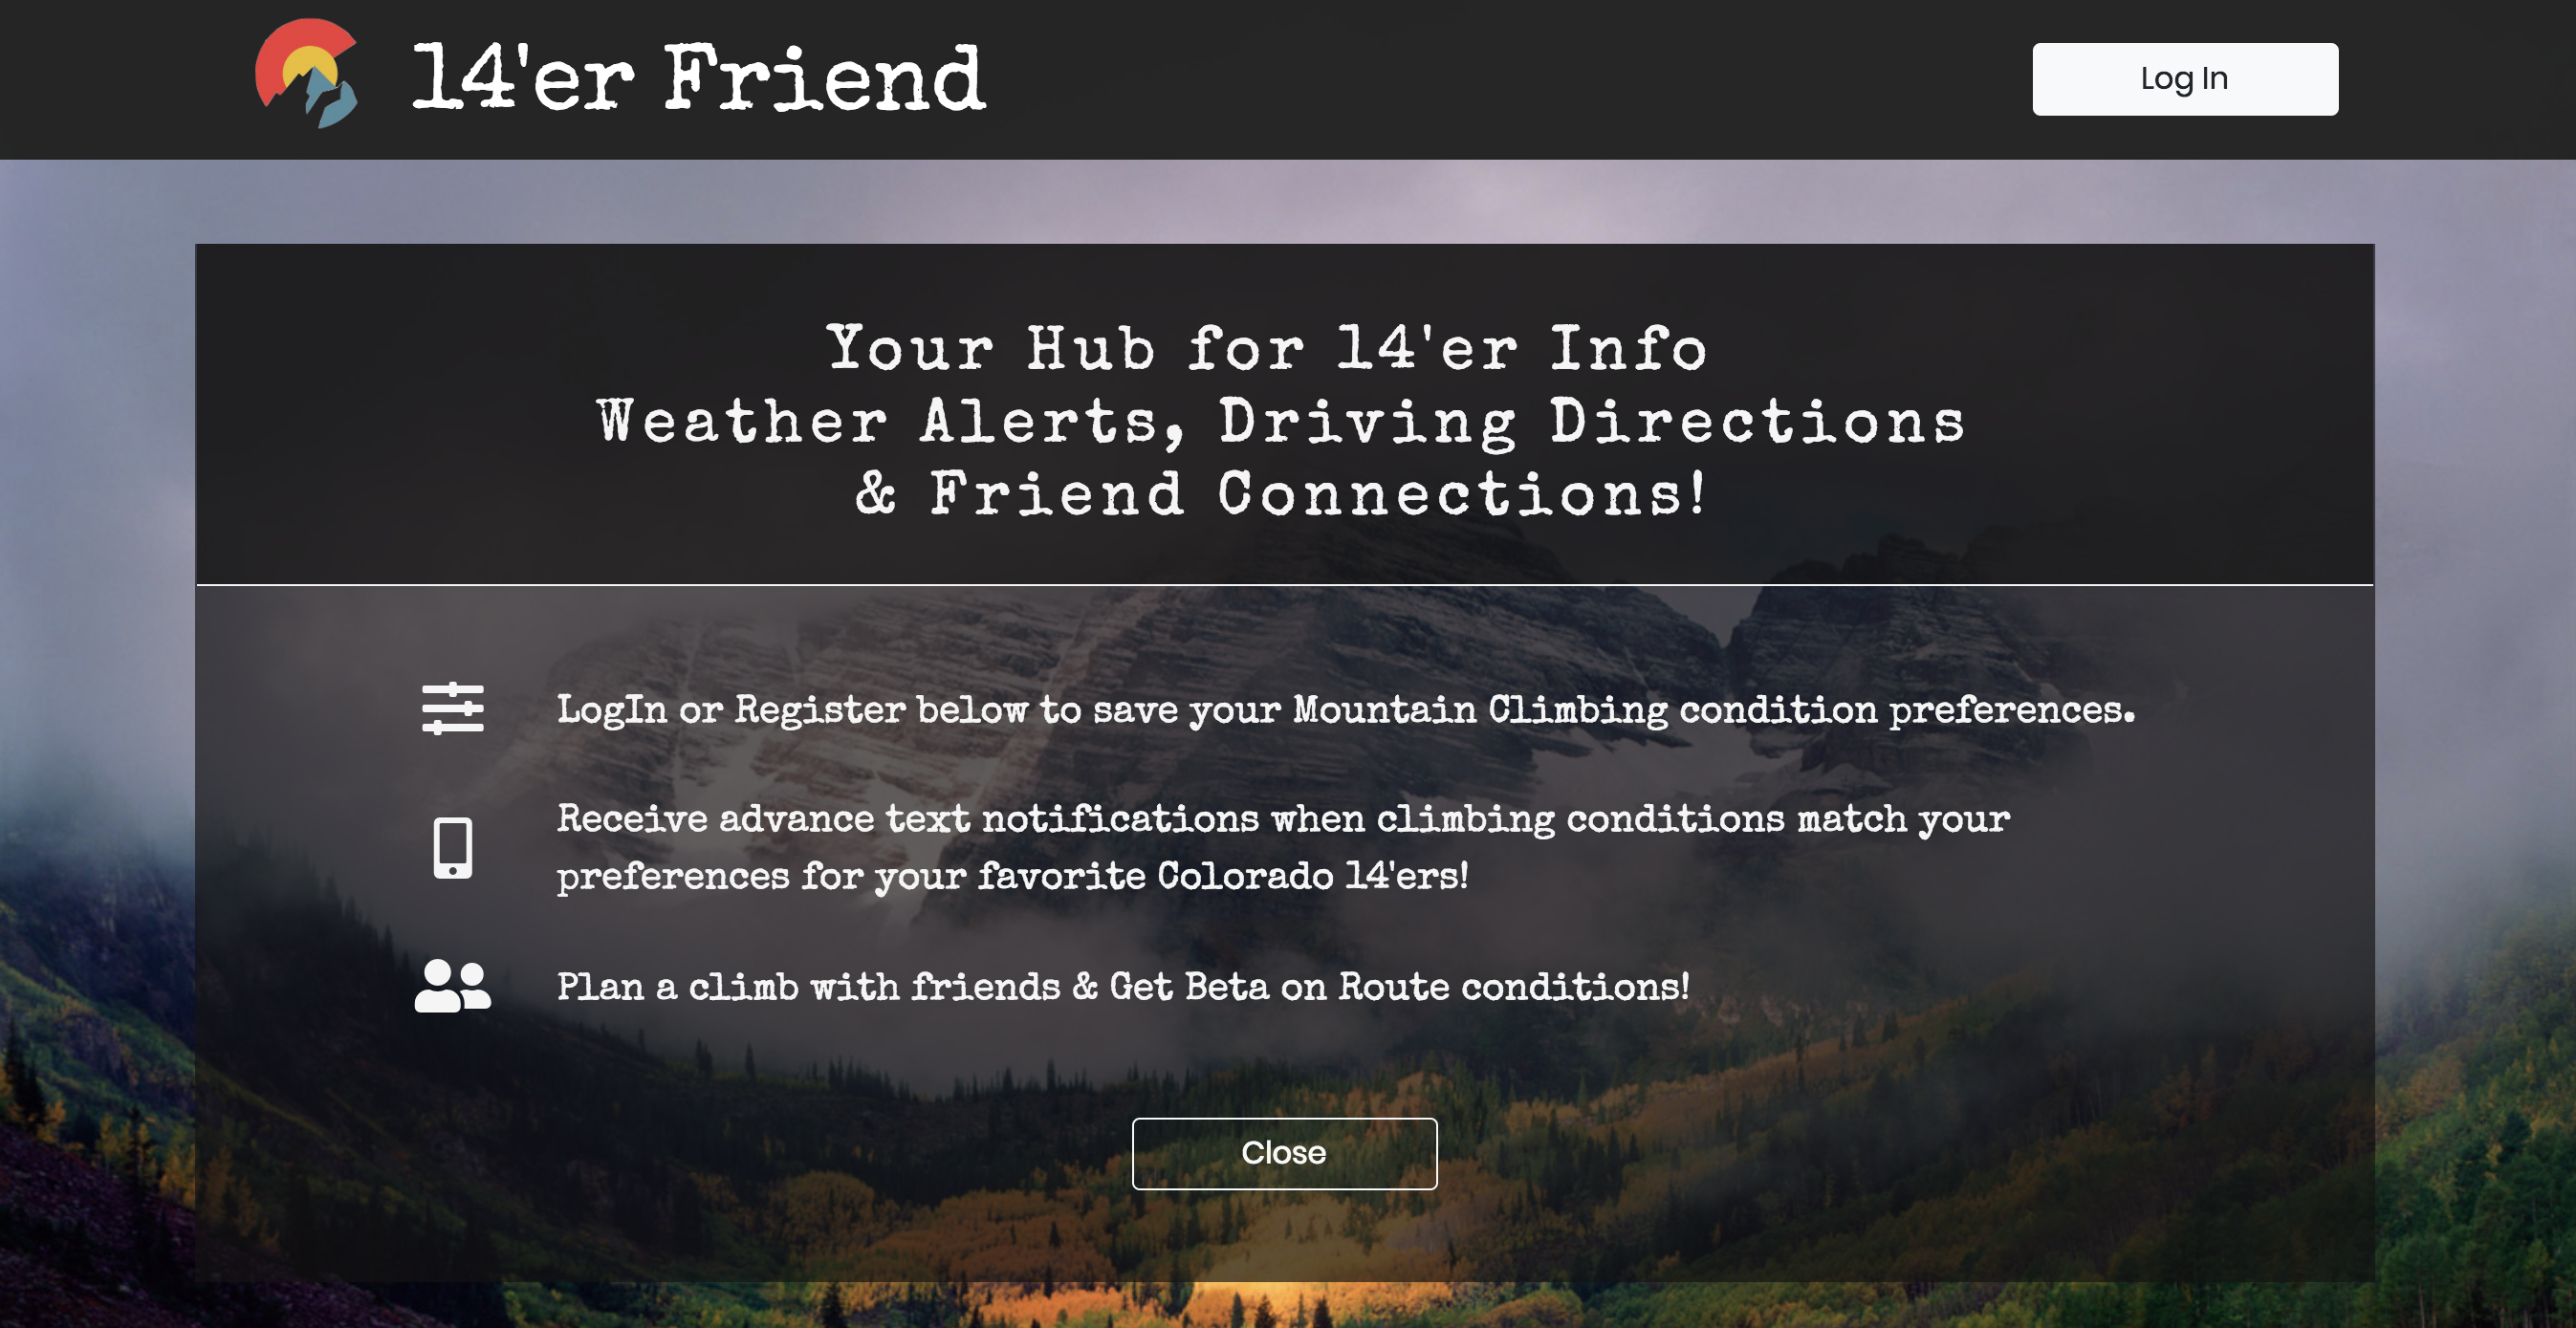 14'er Friend
Log In
Your Hub for 14'er Info
Weather Alerts, Driving Directions
& Friend Connections!
LogIn or Register below to save your Mountain Climbing condition preferences.
Receive advance text notifications when climbing conditions match your
preferences for your favorite Colorado 14'ers!
Plan a climb with friends & Get Beta on Route conditions!
Close